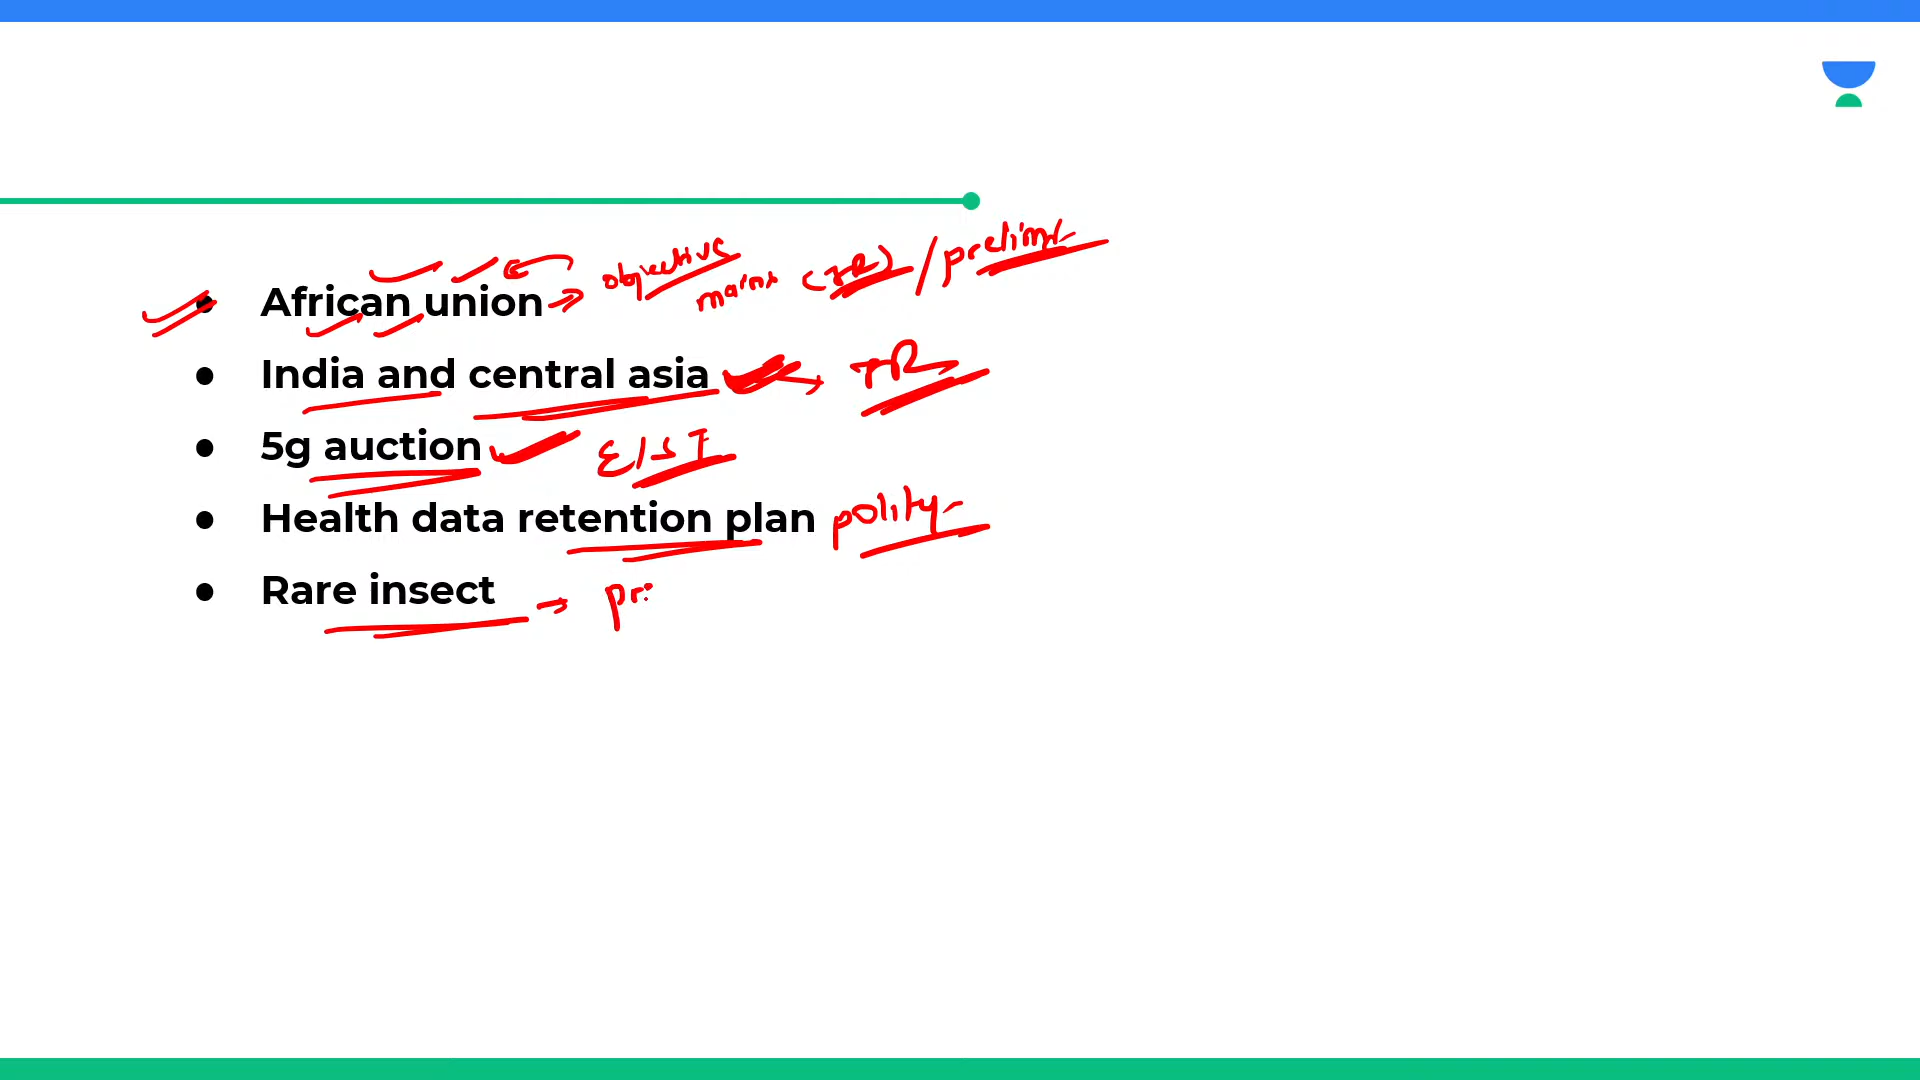 ● African union → objective mains (IR) / prelims
● India and central asia → IR
● 5g auction E/S&T
● Health data retention plan polity
● Rare insect → pr